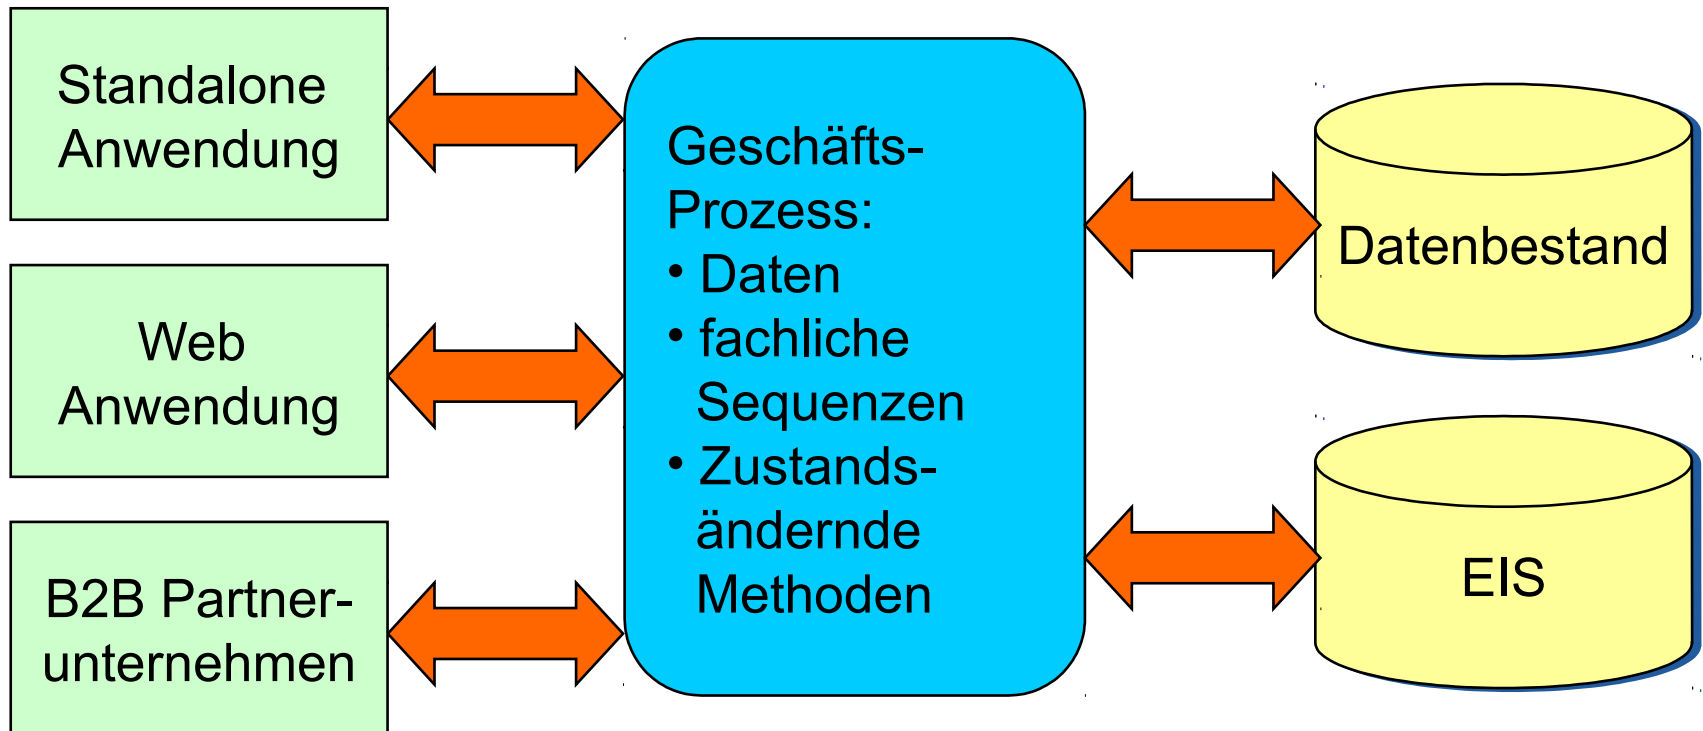 Standalone
Anwendung
Web
Anwendung
B2B Partner-
unternehmen
Geschäfts-
Prozess:
• Daten
• fachliche
Sequenzen
• Zustands-
ändernde
Methoden
Datenbestand
EIS